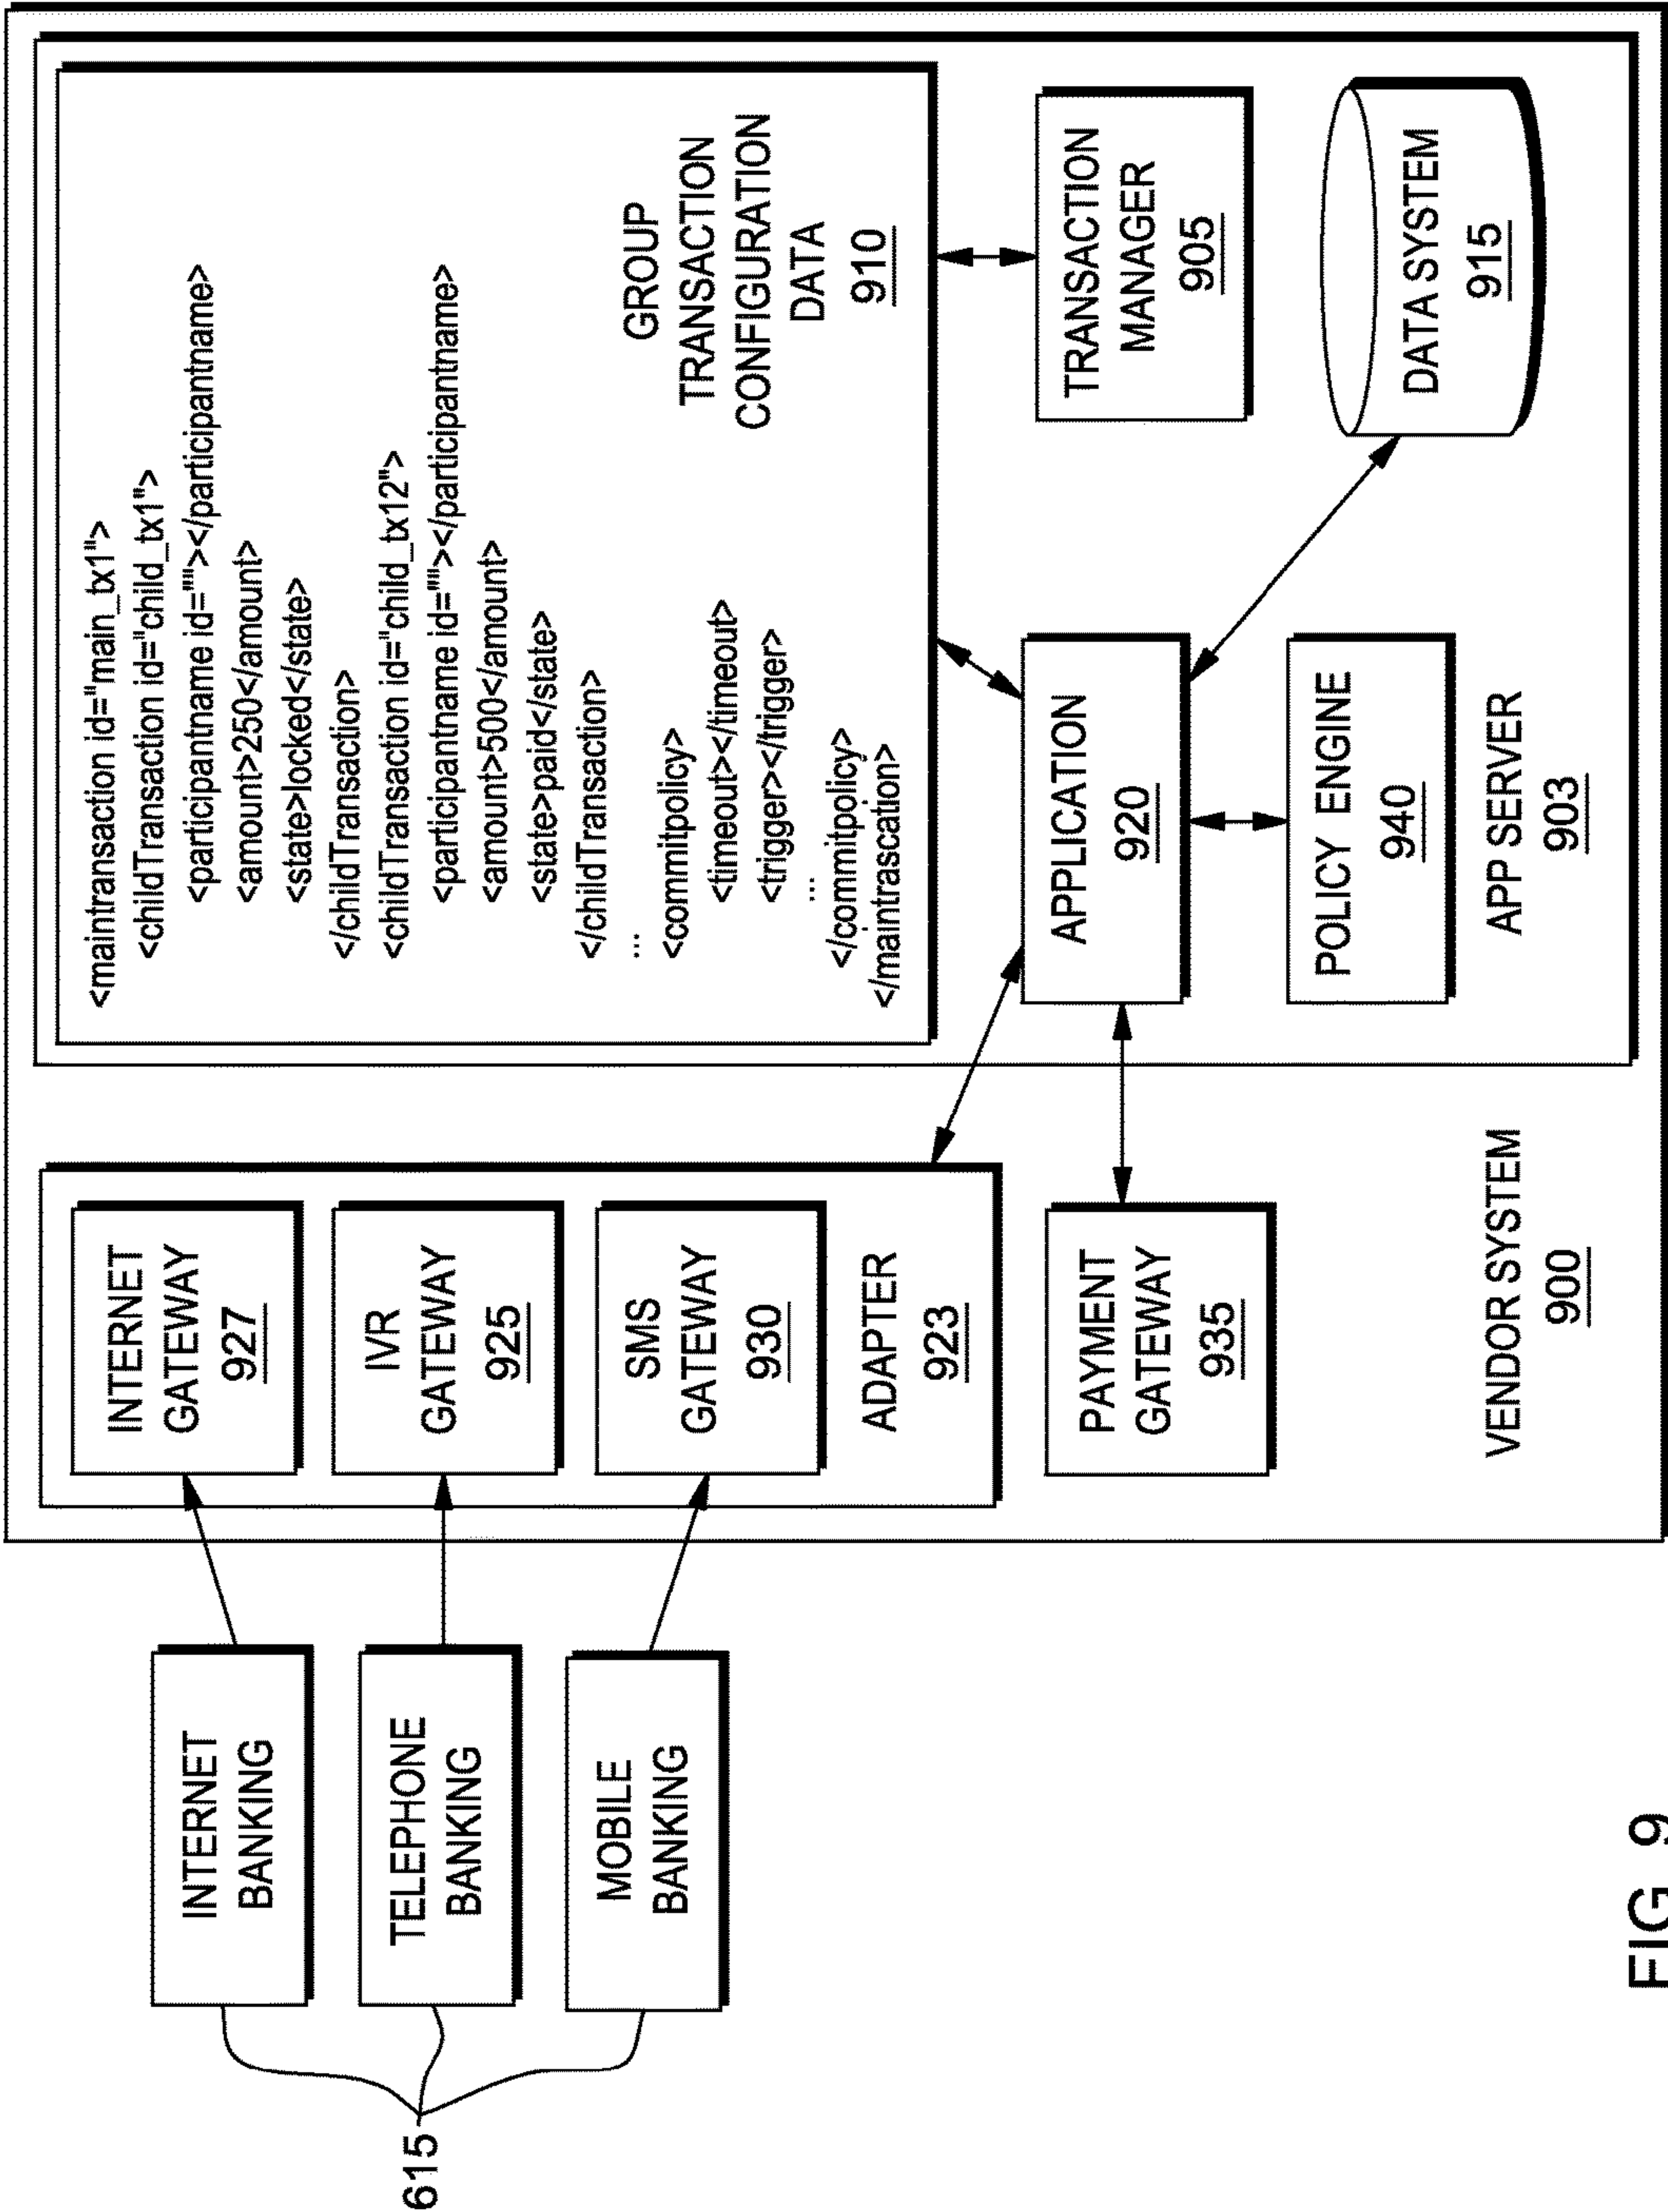 615
INTERNET
BANKING
TELEPHONE
BANKING
MOBILE
BANKING
INTERNET
GATEWAY
927
IVR
GATEWAY
925
SMS
GATEWAY
930
ADAPTER
923
PAYMENT
GATEWAY
935
VENDOR SYSTEM
900
<maintransaction id="main_tx1">
<childTransaction id="child_tx1">
<participantname id=""></participantname>
<amount>250</amount>
<state>locked</state>
</childTransaction>
<childTransaction id="child_tx12">
<participantname id=""></participantname>
<amount>500</amount>
<state>paid</state>
</childTransaction>
...
<commitpolicy>
<timeout></timeout>
<trigger></trigger>
...
</commitpolicy>
</maintrascation>
GROUP
TRANSACTION
CONFIGURATION
DATA
910
APPLICATION
920
POLICY ENGINE
940
APP SERVER
903
TRANSACTION
MANAGER
905
DATA SYSTEM
915
FIG. 9